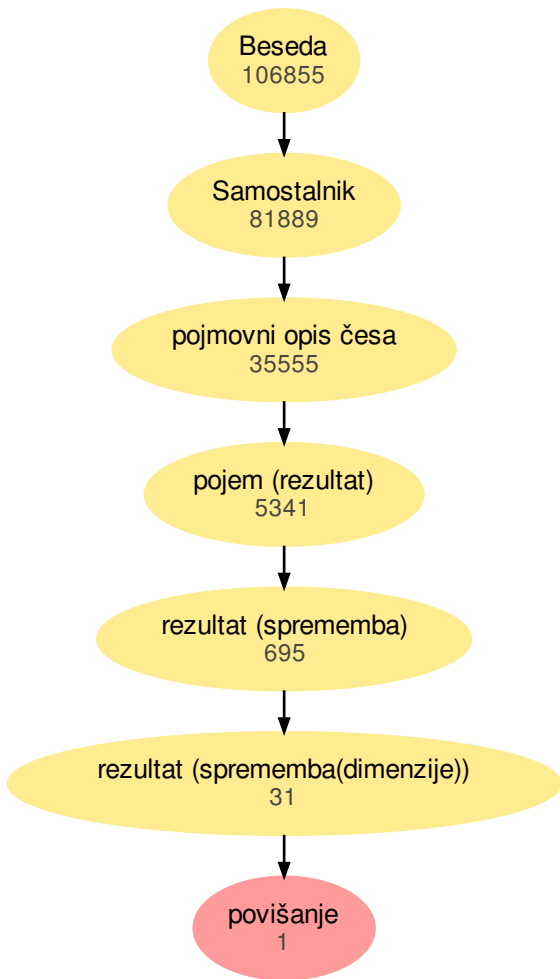 Beseda
106855
Samostalnik
81889
pojmovni opis česa
35555
pojem (rezultat)
5341
rezultat (sprememba)
695
rezultat (sprememba(dimenzije))
31
povišanje
1